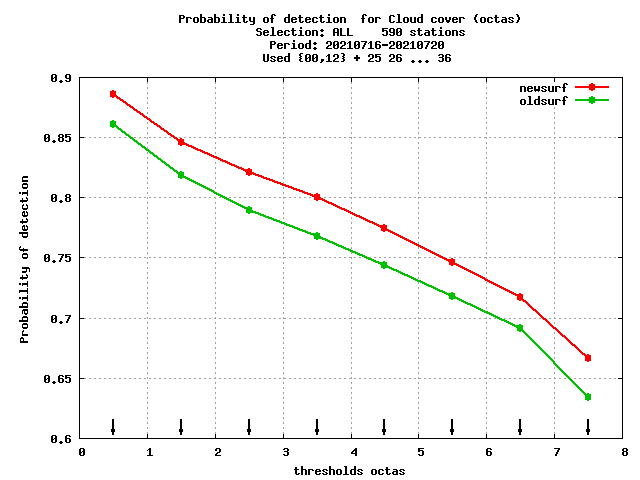 Probability of detection  for Cloud cover (octas)
Selection: ALL    590 stations
Period: 20210716-20210720
Used {00,12} + 25 26 ... 36
newsurf
oldsurf
Probability of detection
0.9
0.85
0.8
0.75
0.7
0.65
0.6
0 1 2 3 4 5 6 7 8
thresholds octas